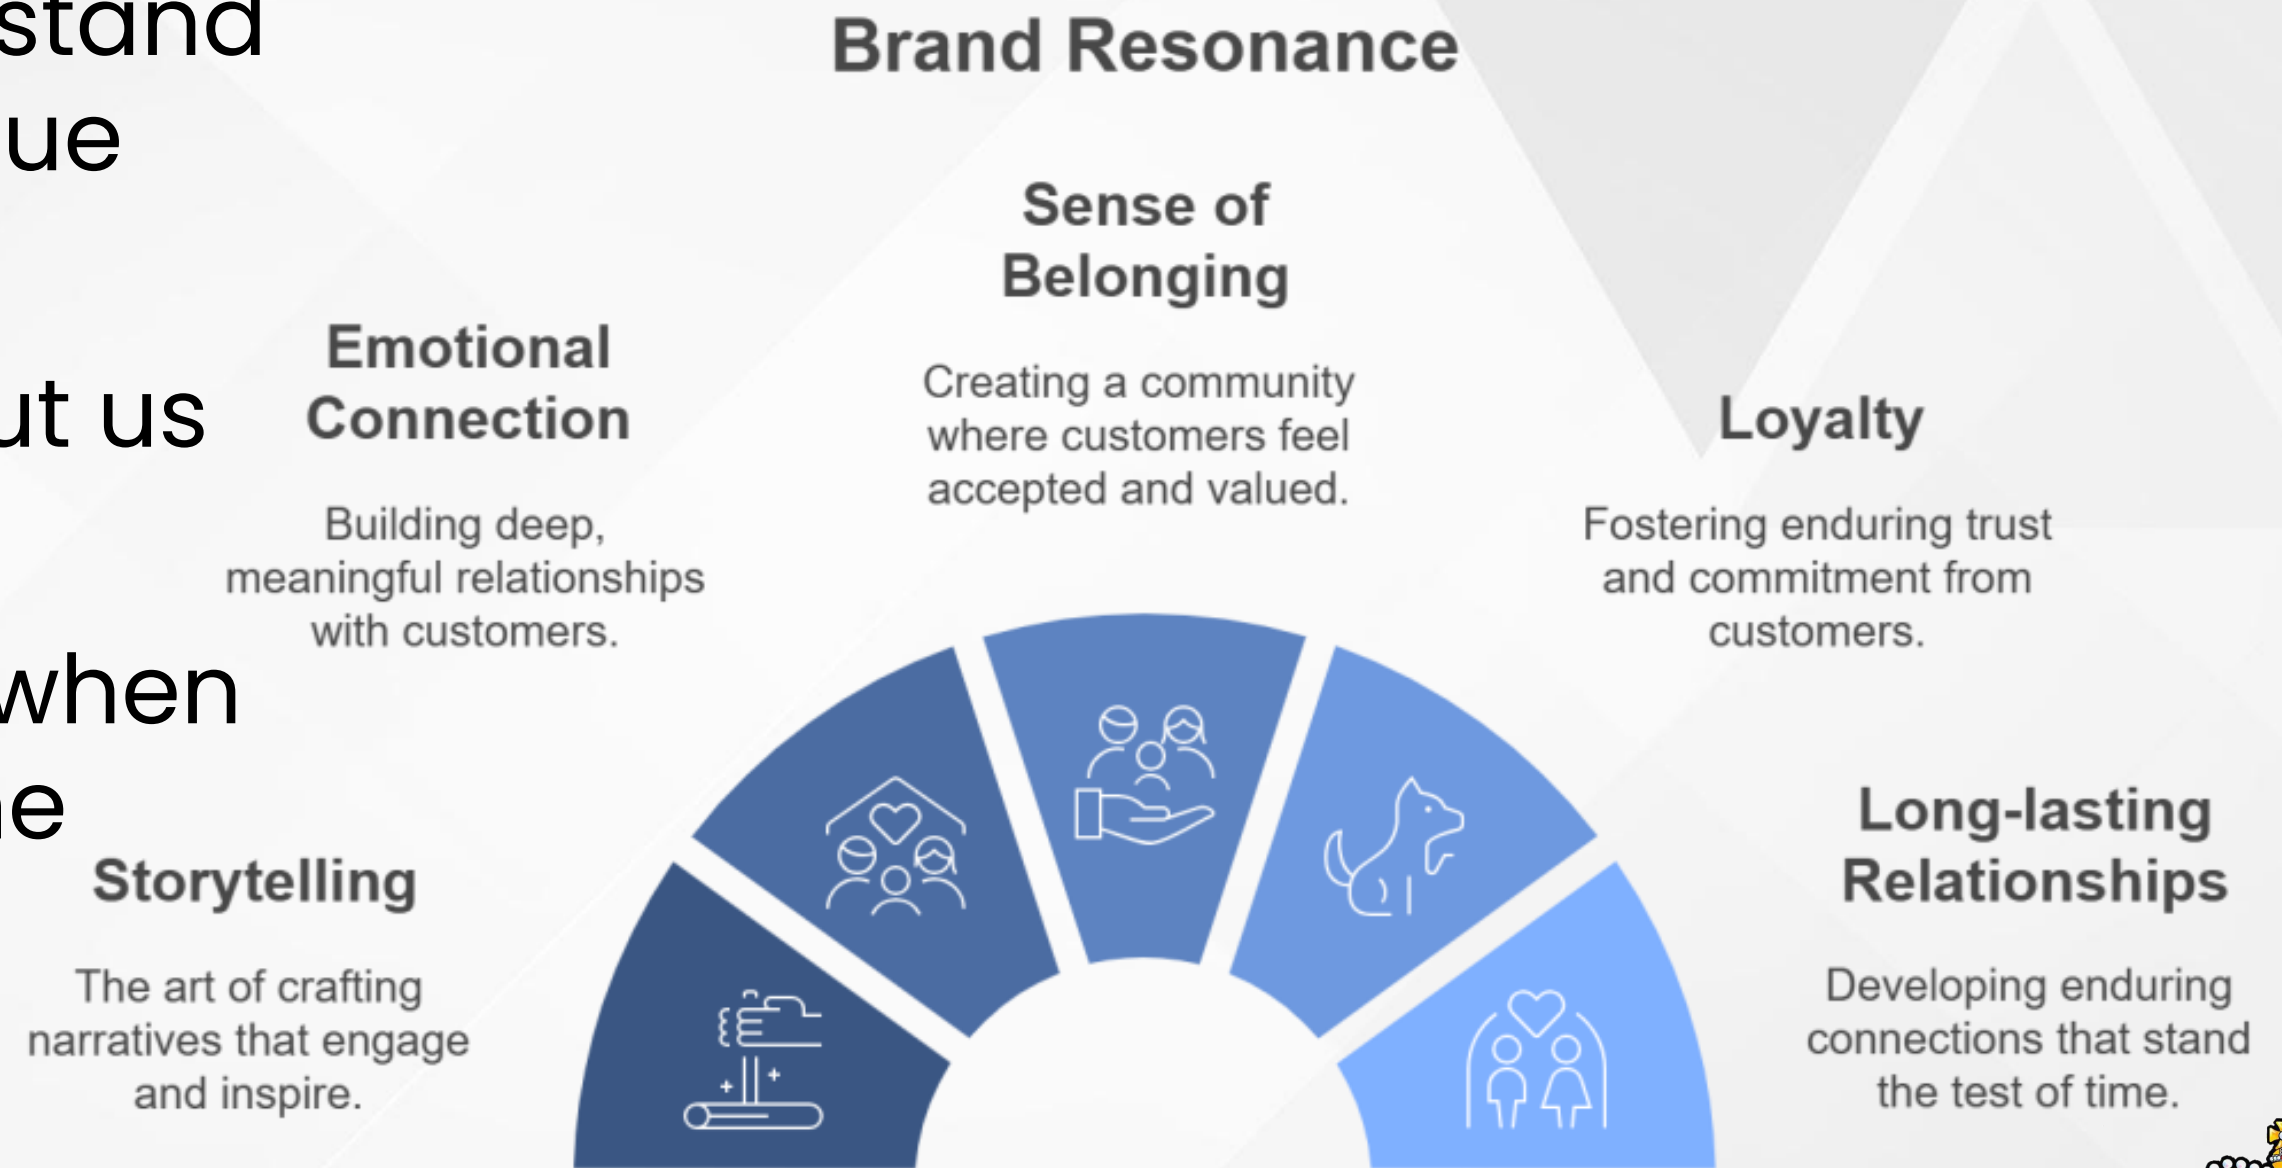 stand
ue
ut us
when
ne
Brand Resonance
Sense of
Belonging
Creating a community
where customers feel
accepted and valued.
Emotional
Connection
Building deep,
meaningful relationships
with customers.
Loyalty
Fostering enduring trust
and commitment from
customers.
Storytelling
The art of crafting
narratives that engage
and inspire.
Long-lasting
Relationships
Developing enduring
connections that stand
the test of time.